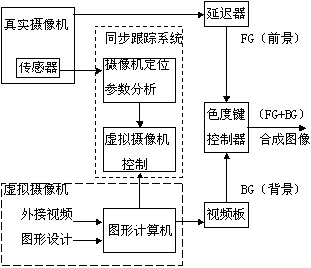 真实摄像机
延迟器
传感器
同步跟踪系统
FG（前景）
摄像机定位
参数分析
色度键
控制器
（FG+BG）
合成图像
虚拟摄像机
控制
虚拟摄像机
BG（背景）
外接视频
图形设计
图形计算机
视频板